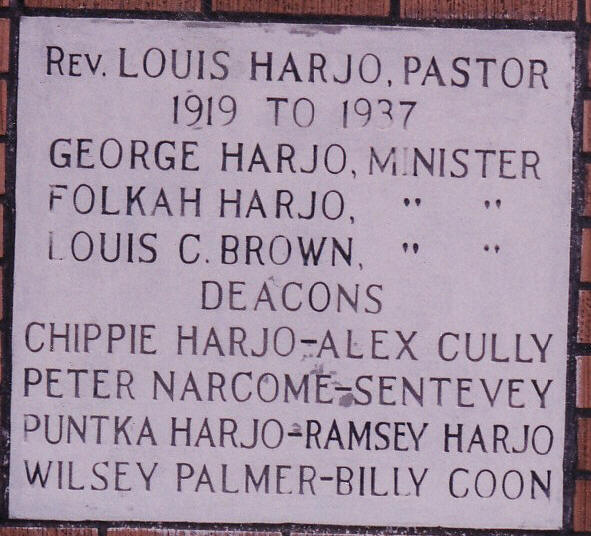 REV. LOUIS HARJO, PASTOR
1919 TO 1937
GEORGE HARJO, MINISTER
FOLKAH HARJO, " "
LOUIS C. BROWN, " "
DEACONS
CHIPPIE HARJO-ALEX CULLY
PETER NARCOME-SENTEVEY
PUNTKA HARJO-RAMSEY HARJO
WILSEY PALMER-BILLY COON